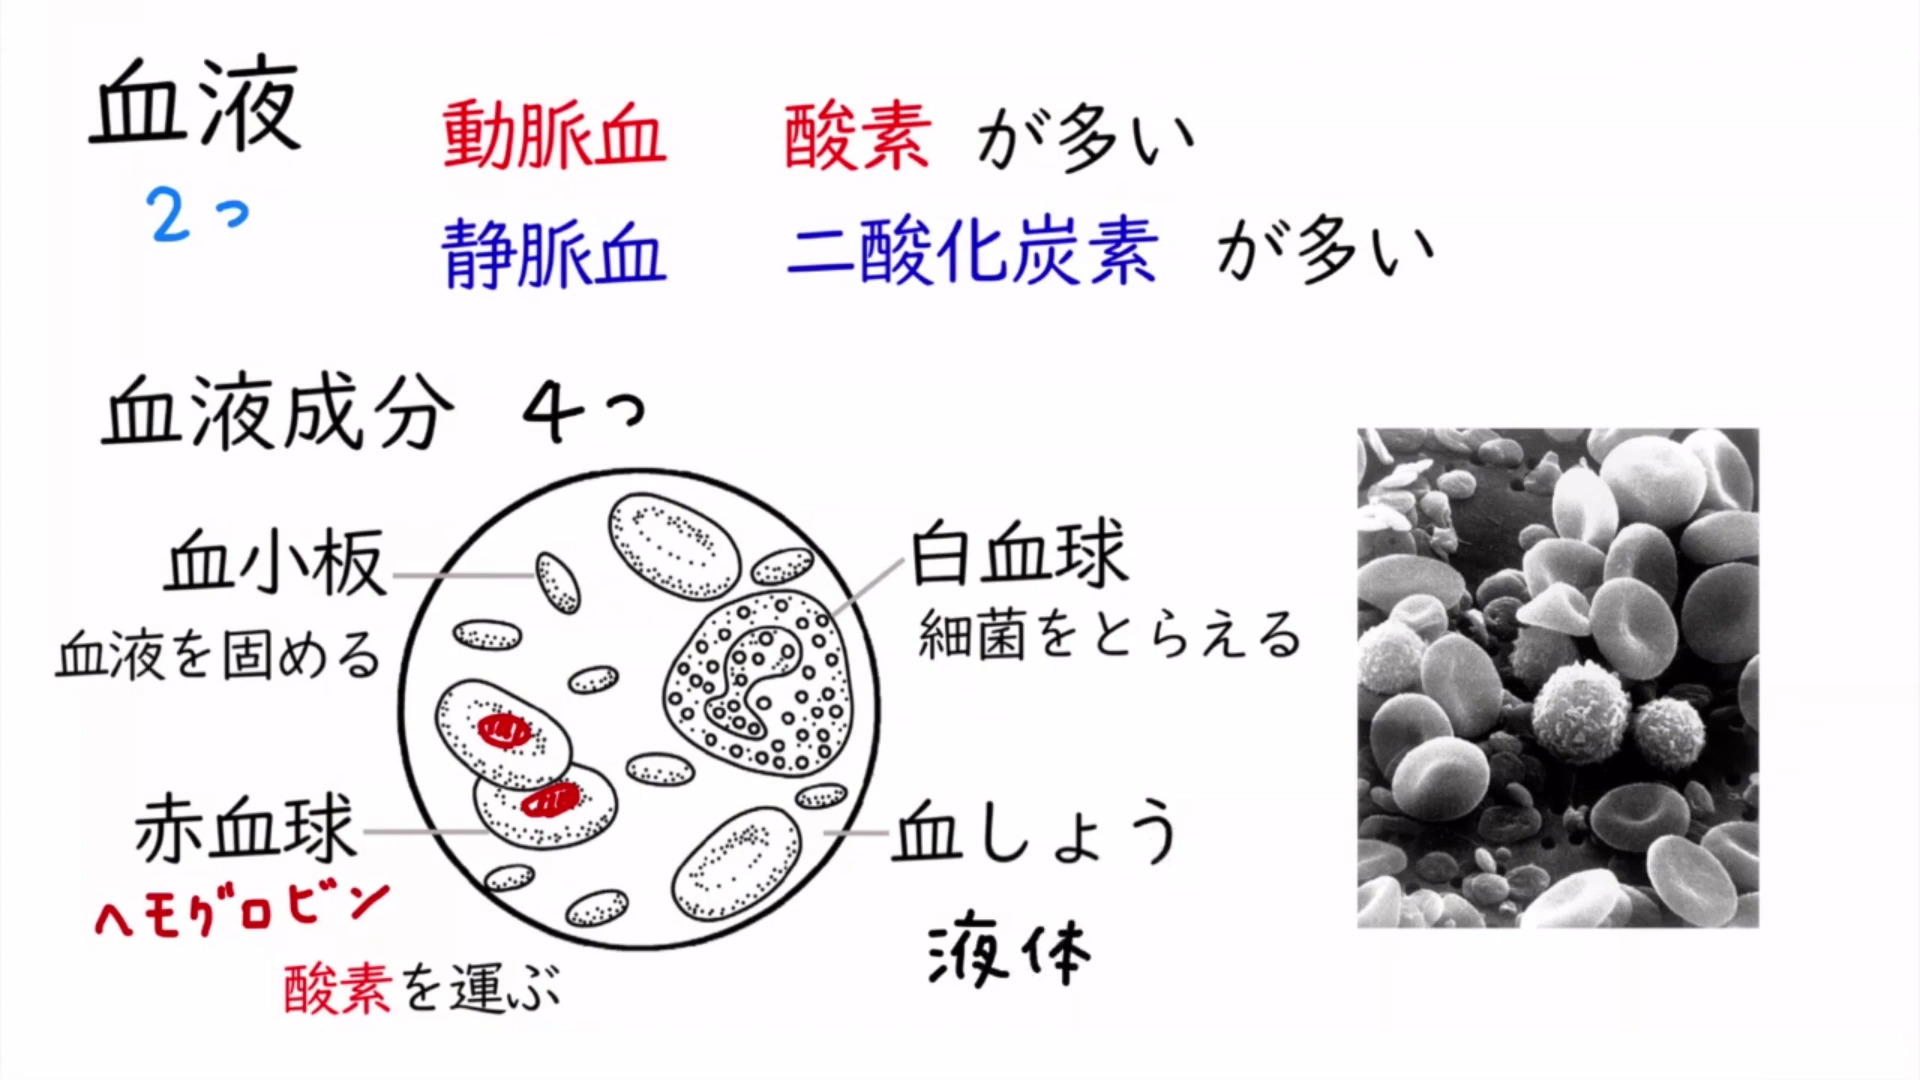 血液
2つ
動脈血 酸素 が多い
静脈血 二酸化炭素 が多い
血液成分 4つ
血小板
血液を固める
白血球
細菌をとらえる
赤血球
ヘモグロビン
酸素を運ぶ
血しょう
液体